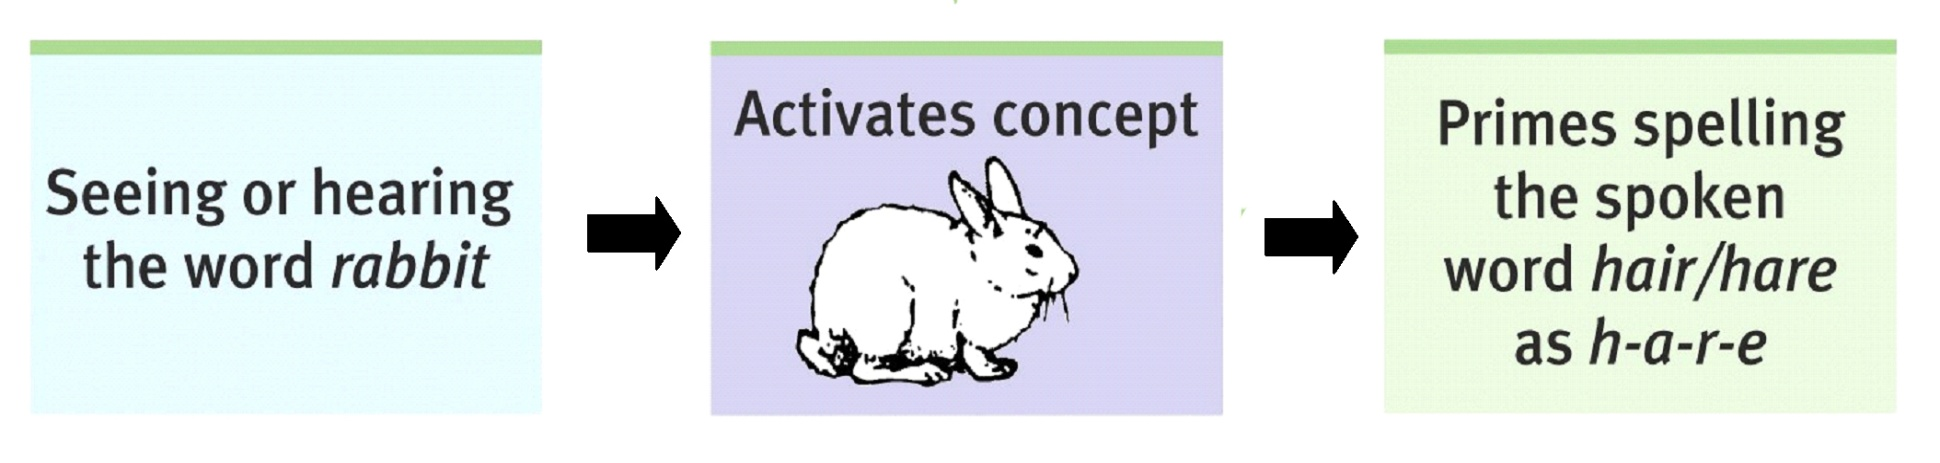 Seeing or hearing
the word rabbit
Activates concept
Primes spelling
the spoken
word hair/hare
as h-a-r-e